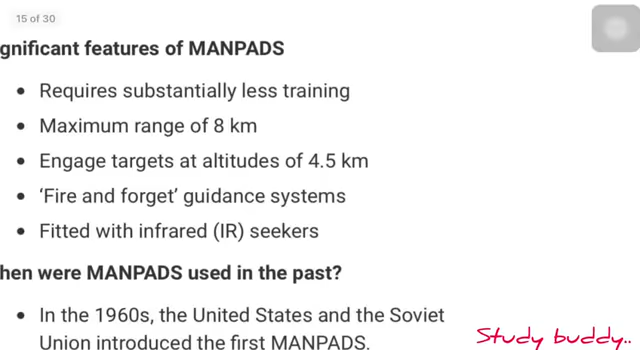 15 of 30
gnificant features of MANPADS
• Requires substantially less training
• Maximum range of 8 km
• Engage targets at altitudes of 4.5 km
• ‘Fire and forget’ guidance systems
• Fitted with infrared (IR) seekers
hen were MANPADS used in the past?
• In the 1960s, the United States and the Soviet
Union introduced the first MANPADS.
Study buddy..